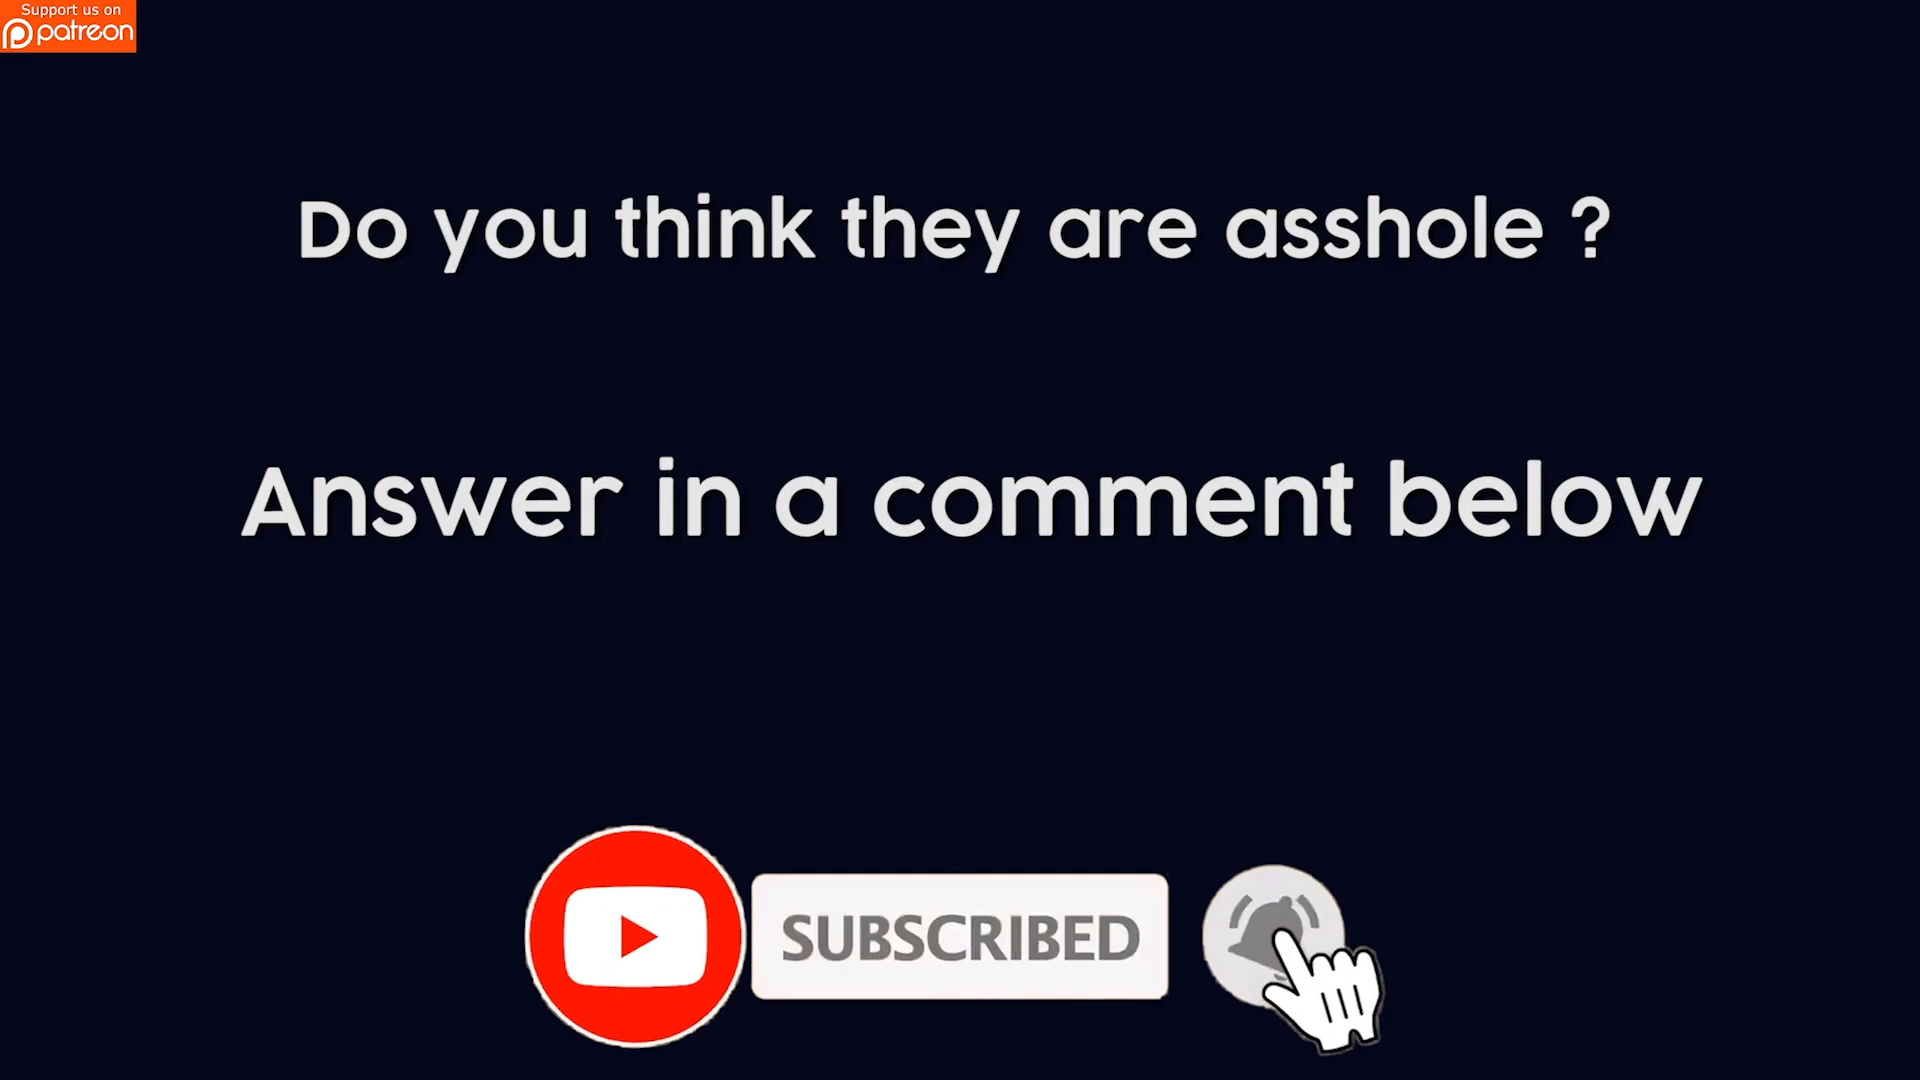 Support us on
patreon
Do you think they are asshole ?
Answer in a comment below
SUBSCRIBED